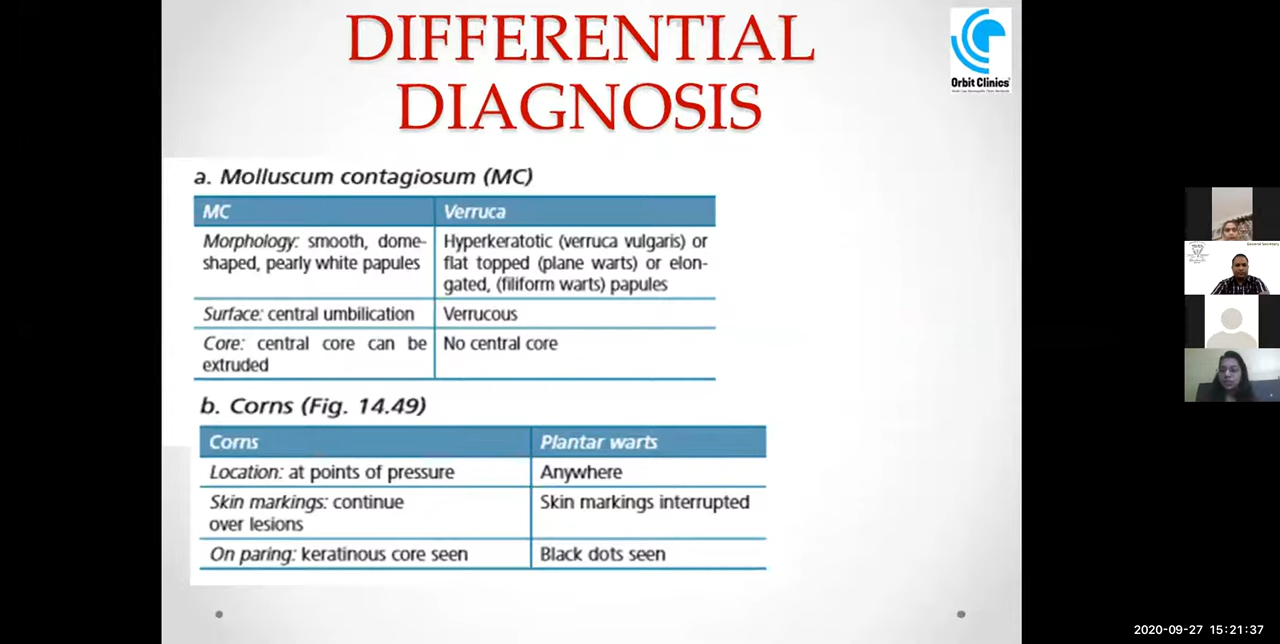 DIFFERENTIAL
DIAGNOSIS
Orbit Clinics
a. Molluscum contagiosum (MC)
MC Verruca
Morphology: smooth, dome- Hyperkeratotic (verruca vulgaris) or
shaped, pearly white papules flat topped (plane warts) or elon-
gated, (filiform warts) papules
Surface: central umbilication Verrucous
Core: central core can be No central core
extruded
b. Corns (Fig. 14.49)
Corns Plantar warts
Location: at points of pressure Anywhere
Skin markings: continue Skin markings interrupted
over lesions
On paring: keratinous core seen Black dots seen
General Secretary
2020-09-27 15:21:37